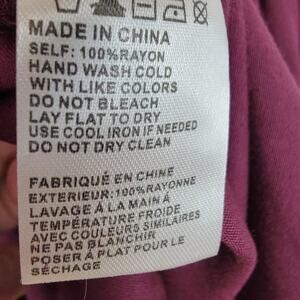 MADE IN CHINA
SELF: 100%RAYON
HAND WASH COLD
WITH LIKE COLORS
DO NOT BLEACH
LAY FLAT TO DRY
USE COOL IRON IF NEEDED
DO NOT DRY CLEAN
FABRIQUÉ EN CHINE
EXTERIEUR:100%RAYONNE
LAVAGE À LA MAIN À
TEMPÉRATURE FROIDE
AVEC COULEURS SIMILAIRES
NE PAS BLANCHIR
POSER À PLAT POUR LE
SÉCHAGE